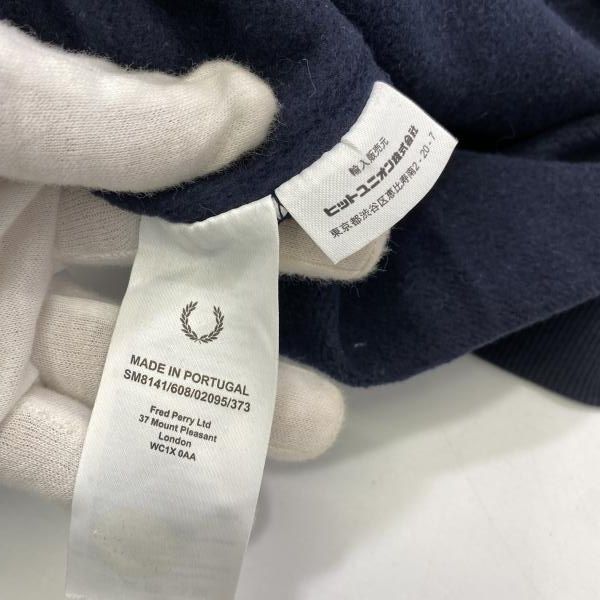 輸入販売元
ヒットユニオン株式会社
東京都渋谷区恵比寿南2-20-7
MADE IN PORTUGAL
SM8141/608/02095/373
Fred Perry Ltd
37 Mount Pleasant
London
WC1X 0AA